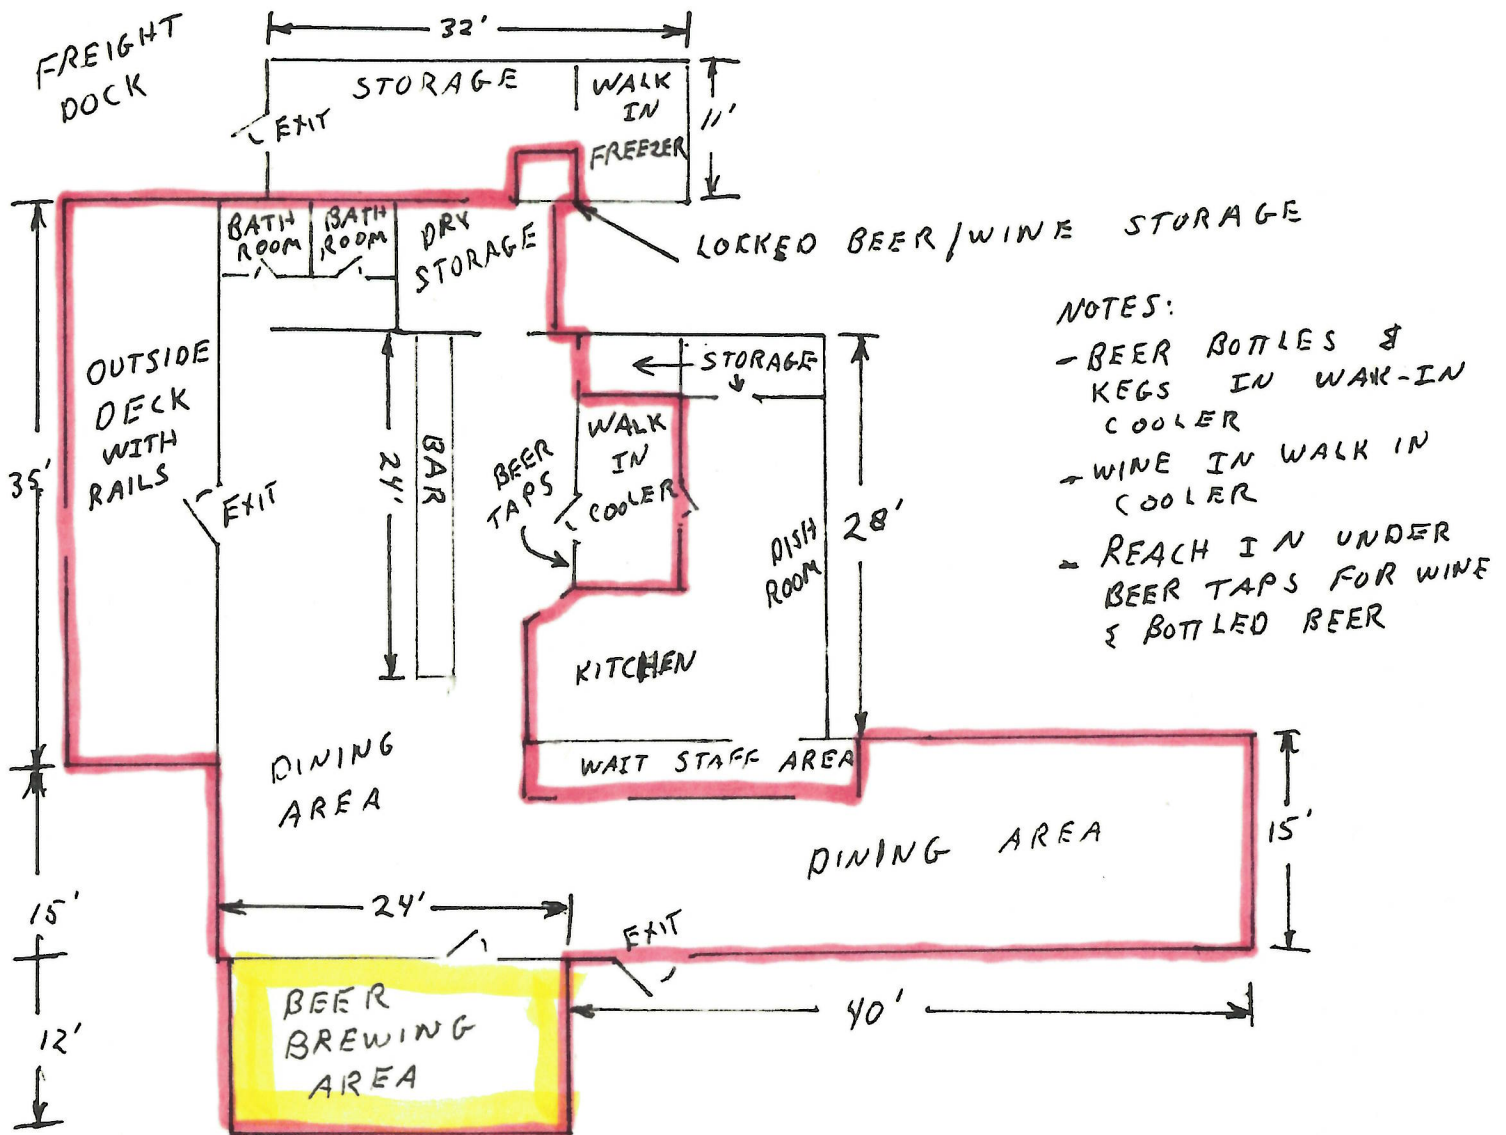 32'
FREIGHT
DOCK
STORAGE
WALK
IN
FREEZER
11'
EXIT
BATH
ROOM
BATH
ROOM
DRY
STORAGE
LOCKED BEER/WINE STORAGE
NOTES:
- BEER BOTTLES &
KEGS IN WAK-IN
COOLER
- WINE IN WALK IN
COOLER
- REACH IN UNDER
BEER TAPS FOR WINE
& BOTTLED BEER
OUTSIDE
DECK
WITH
RAILS
35'
EXIT
24'
BAR
BEER
TAPS
STORAGE
WALK
IN
COOLER
DISH
ROOM
28'
KITCHEN
WAIT STAFF AREA
DINING
AREA
DINING AREA
15'
15'
24'
EXIT
40'
12'
BEER
BREWING
AREA